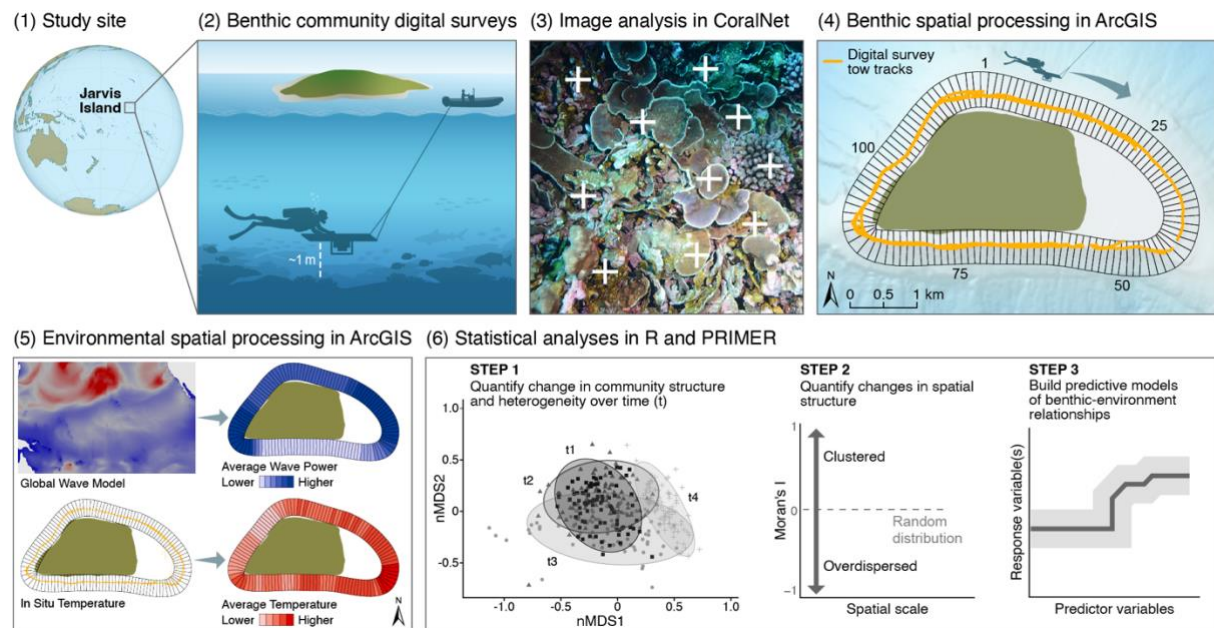 (1) Study site
Jarvis
Island
(2) Benthic community digital surveys
~1 m
(3) Image analysis in CoralNet
(4) Benthic spatial processing in ArcGIS
Digital survey
tow tracks
1
25
100
75
50
N
0 0.5 1 km
(5) Environmental spatial processing in ArcGIS
Global Wave Model
Average Wave Power
Lower Higher
In Situ Temperature
Average Temperature
Lower Higher
N
(6) Statistical analyses in R and PRIMER
STEP 1
Quantify change in community structure
and heterogeneity over time (t)
1.0
0.5
0
-0.5
nMDS2
t1
t2
t3
t4
-1.0 -0.5 0 0.5 1.0
nMDS1
STEP 2
Quantify changes in spatial
structure
1
Clustered
Moran's I
0
Random
distribution
Overdispersed
−1
Spatial scale
STEP 3
Build predictive models
of benthic-environment
relationships
Response variable(s)
Predictor variables